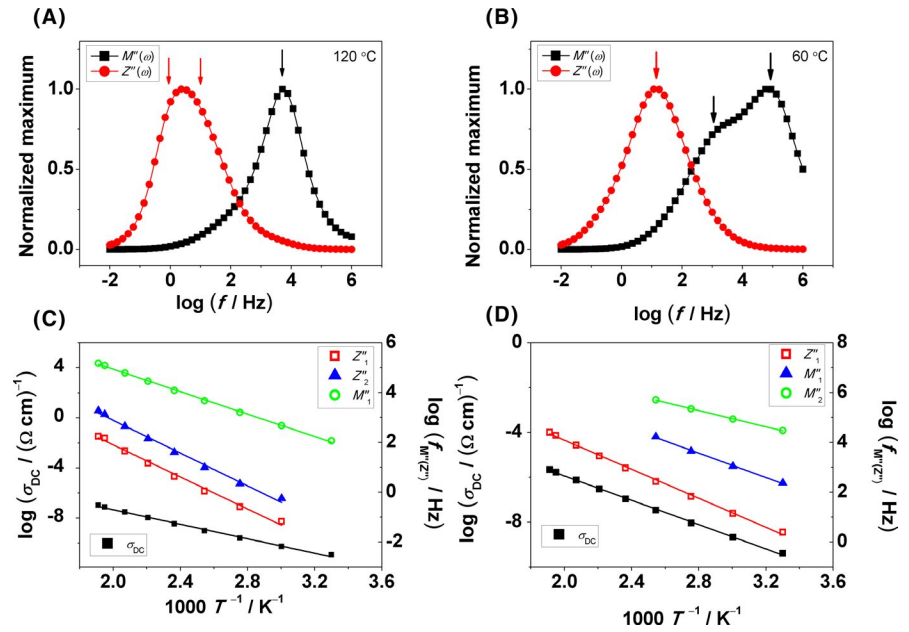 (A)
M″(ω)
Z″(ω)
120 °C
Normalized maximum
1.0
0.5
0.0
-2 0 2 4 6
log (f / Hz)
(B)
M″(ω)
Z″(ω)
60 °C
Normalized maximum
1.0
0.5
0.0
-2 0 2 4 6
log (f / Hz)
(C)
Z″1
Z″2
M″1
σDC
log (σDC / (Ω cm)⁻¹)
4
0
-4
-8
log (fM″(Z″) / Hz)
6
4
2
0
-2
2.0 2.4 2.8 3.2 3.6
1000 T⁻¹ / K⁻¹
(D)
Z″1
M″1
M″2
σDC
log (σDC / (Ω cm)⁻¹)
0
-4
-8
log (fM″(Z″) / Hz)
8
6
4
2
0
2.0 2.4 2.8 3.2 3.6
1000 T⁻¹ / K⁻¹